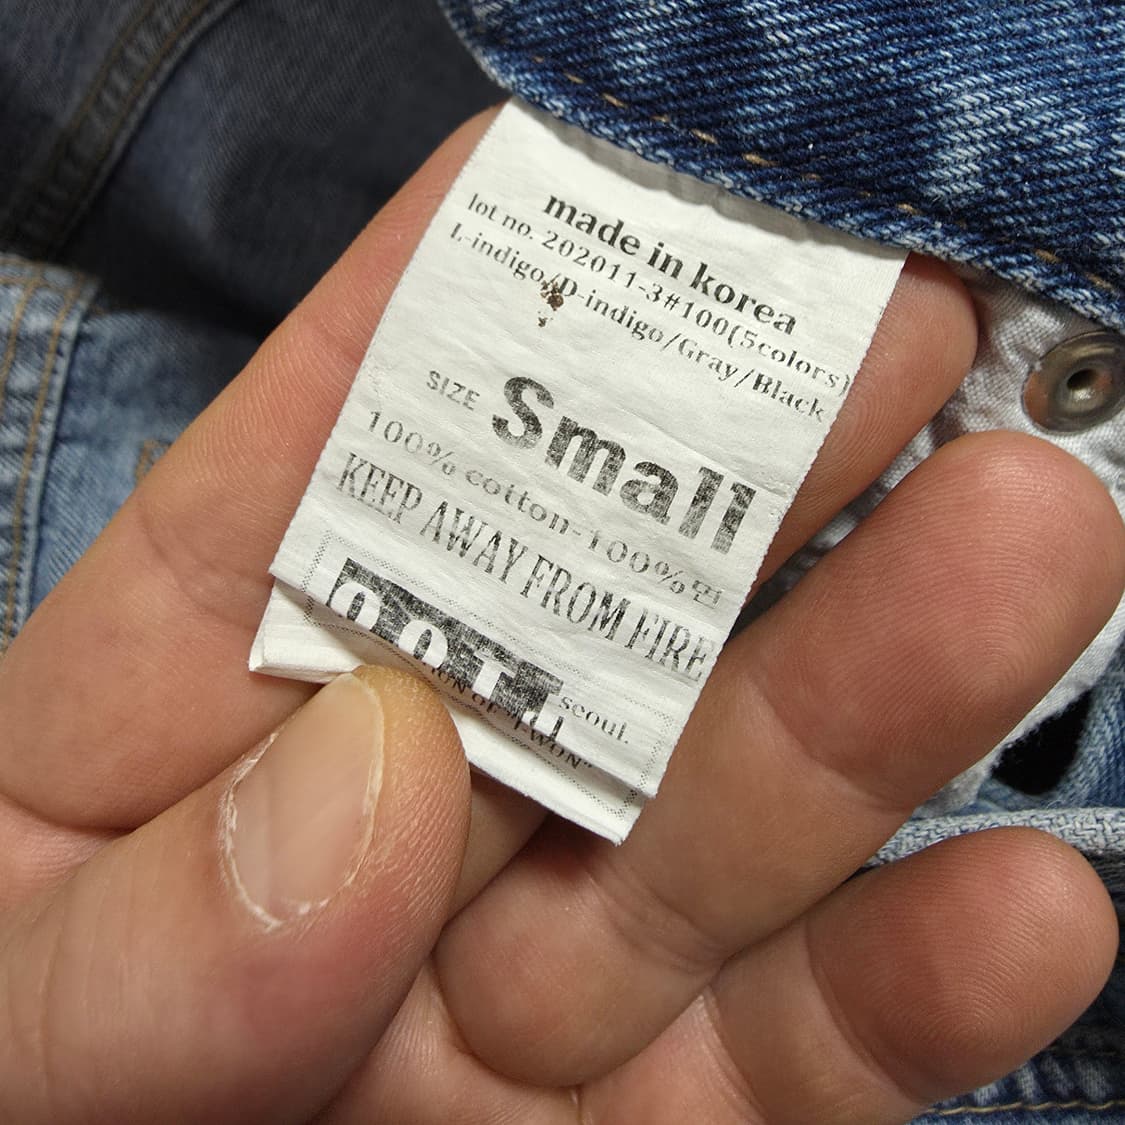 made in korea
lot no. 202011-3#100(5colors)
L-indigo/D-indigo/Gray/Black
SIZE Small
100% cotton-100%면
KEEP AWAY FROM FIRE
seoul.